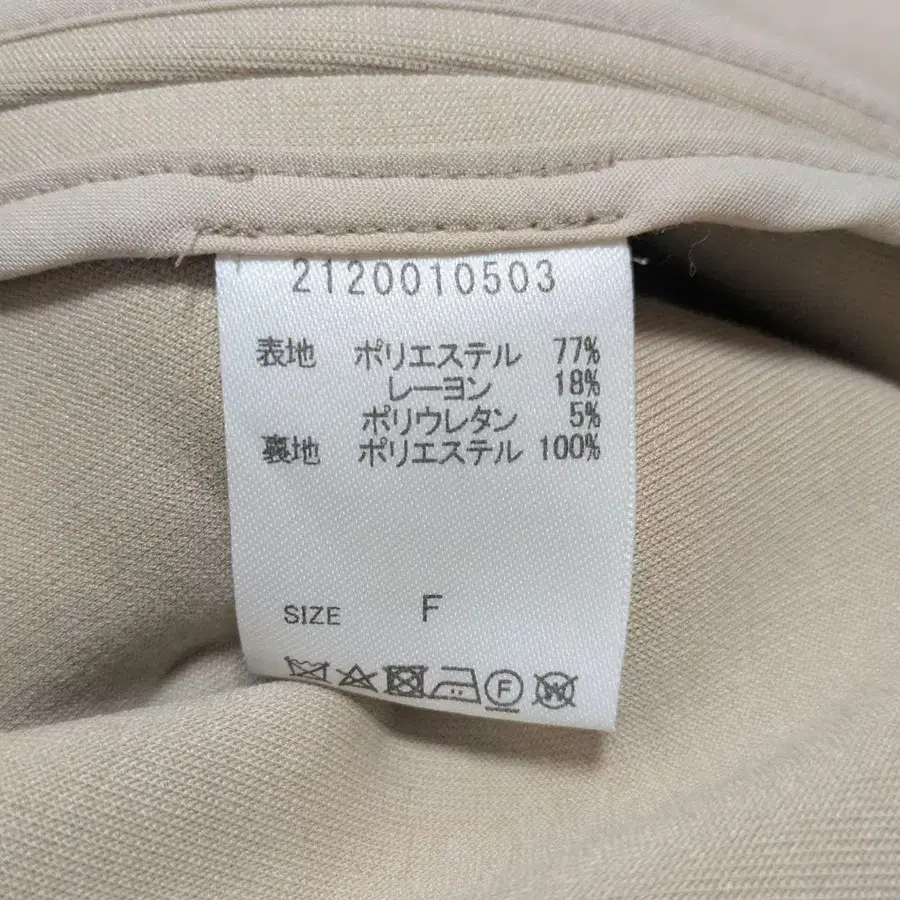 2120010503
表地 ポリエステル 77%
レーヨン 18%
ポリウレタン 5%
裏地 ポリエステル 100%
SIZE F
F W